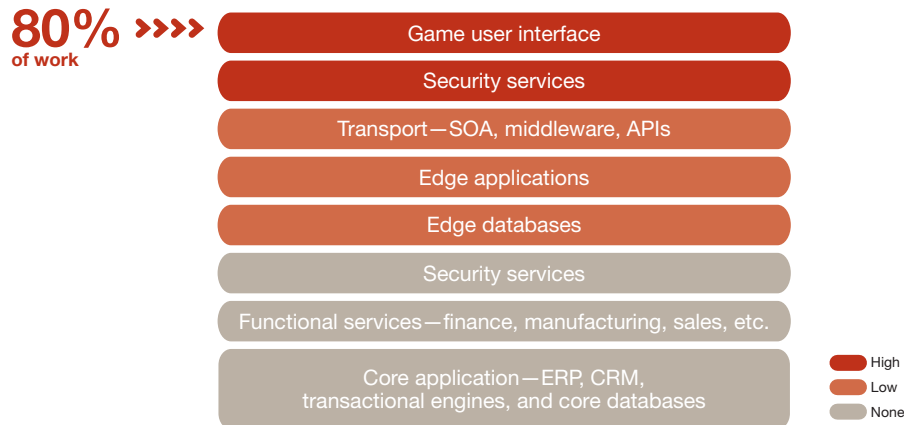 80%
of work
Game user interface
Security services
Transport—SOA, middleware, APIs
Edge applications
Edge databases
Security services
Functional services—finance, manufacturing, sales, etc.
Core application—ERP, CRM,
transactional engines, and core databases
High
Low
None